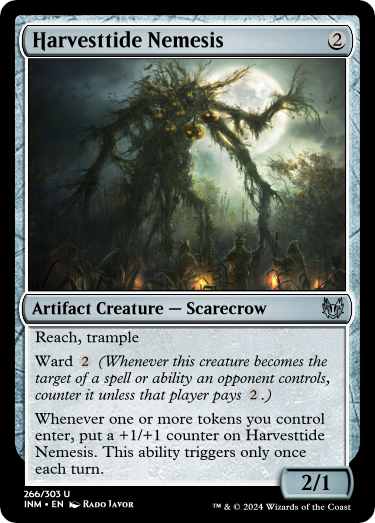 Harvesttide Nemesis 2
Artifact Creature — Scarecrow
Reach, trample
Ward 2 (Whenever this creature becomes the
target of a spell or ability an opponent controls,
counter it unless that player pays 2.)
Whenever one or more tokens you control
enter, put a +1/+1 counter on Harvesttide
Nemesis. This ability triggers only once
each turn.
2/1
266/303 U
INM • EN Rado Javor
™ & © 2024 Wizards of the Coast